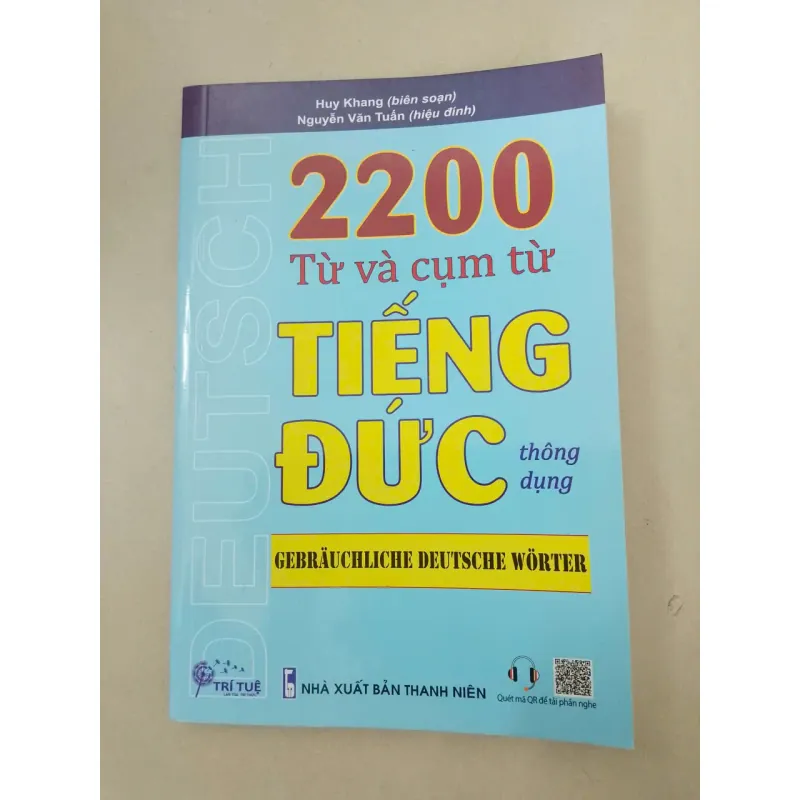 Huy Khang (biên soạn)
Nguyễn Văn Tuấn (hiệu đính)
DEUTSCH
2200
Từ và cụm từ
TIẾNG
ĐỨC
thông
dụng
GEBRÄUCHLICHE DEUTSCHE WÖRTER
TRÍ TUỆ
NHÀ XUẤT BẢN THANH NIÊN
Quét mã QR để tải phần nghe